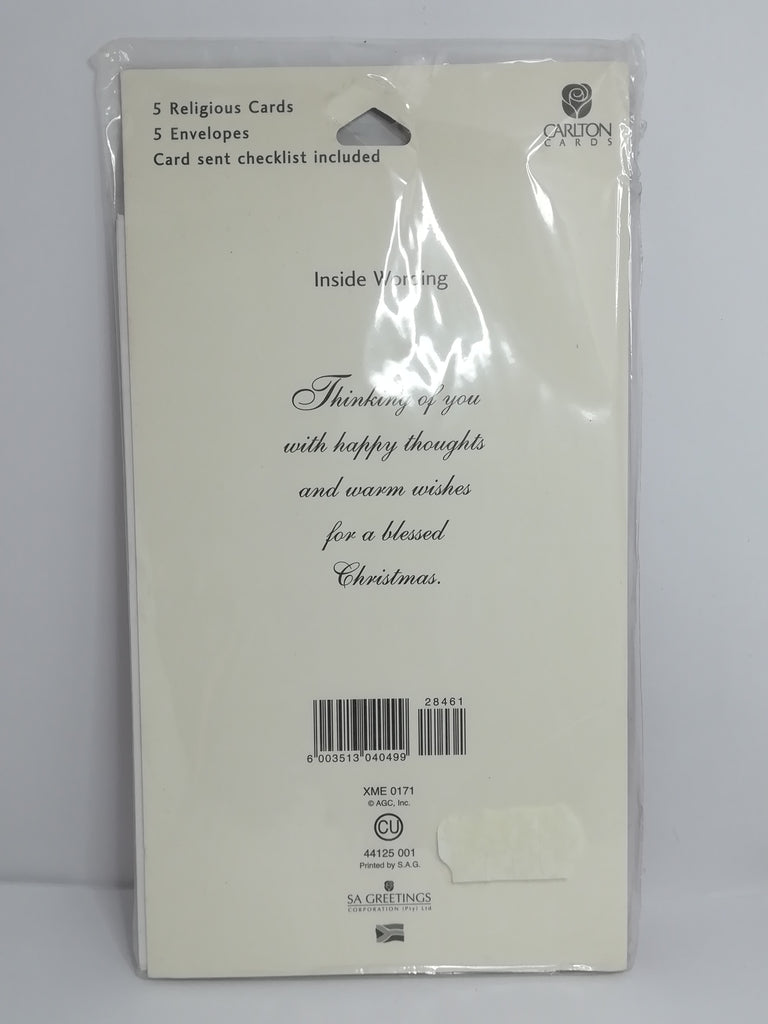 5 Religious Cards
5 Envelopes
Card sent checklist included
CARLTON
CARDS
Inside Wording
Thinking of you
with happy thoughts
and warm wishes
for a blessed
Christmas.
28461
6 003513 040499
XME 0171
© AGC, Inc.
CU
44125 001
Printed by S.A.G.
SA GREETINGS
CORPORATION (Pty) Ltd